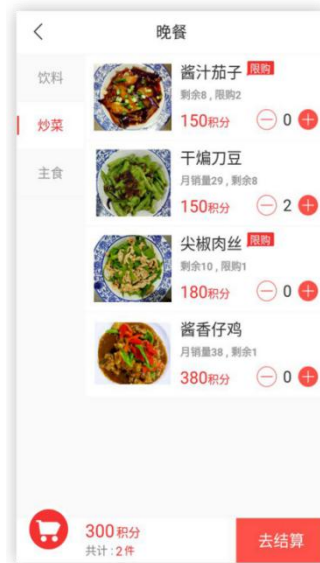 晚餐
饮料
炒菜
主食
酱汁茄子 限购
剩余8，限购2
150积分 0
干煸刀豆
月销量29，剩余8
150积分 2
尖椒肉丝 限购
剩余10，限购1
180积分 0
酱香仔鸡
月销量38，剩余1
380积分 0
300积分
共计：2件
去结算